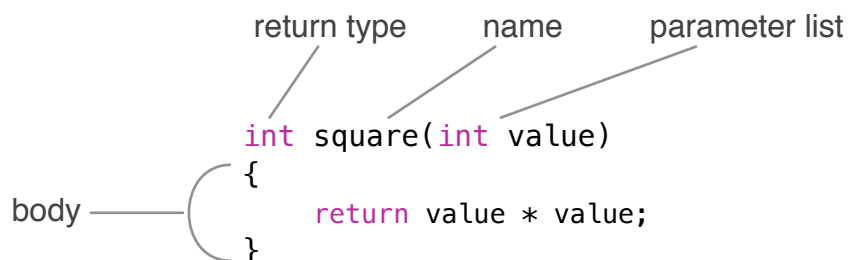 return type name parameter list
int square(int value)
{
body
    return value * value;
}